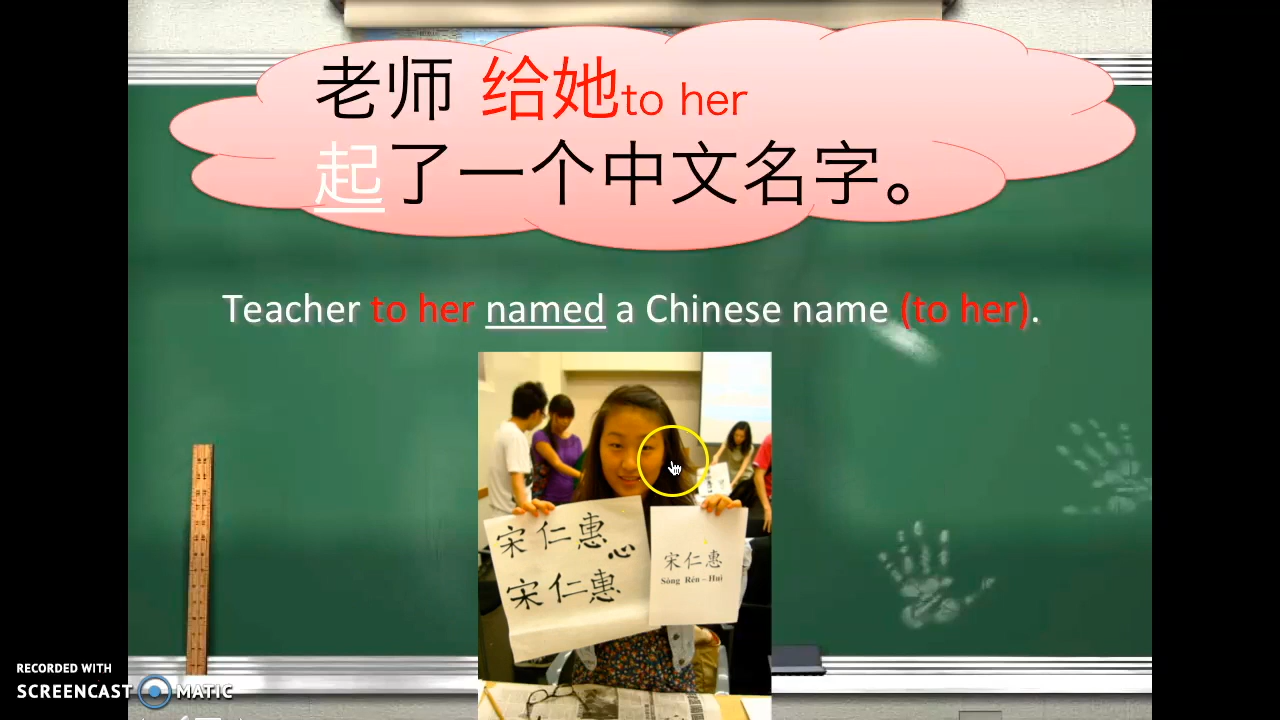 老师 给她to her
起了一个中文名字。
Teacher to her named a Chinese name (to her).
宋仁惠
心
宋仁惠
宋仁惠
Sòng Rén – Huì
RECORDED WITH
SCREENCAST MATIC